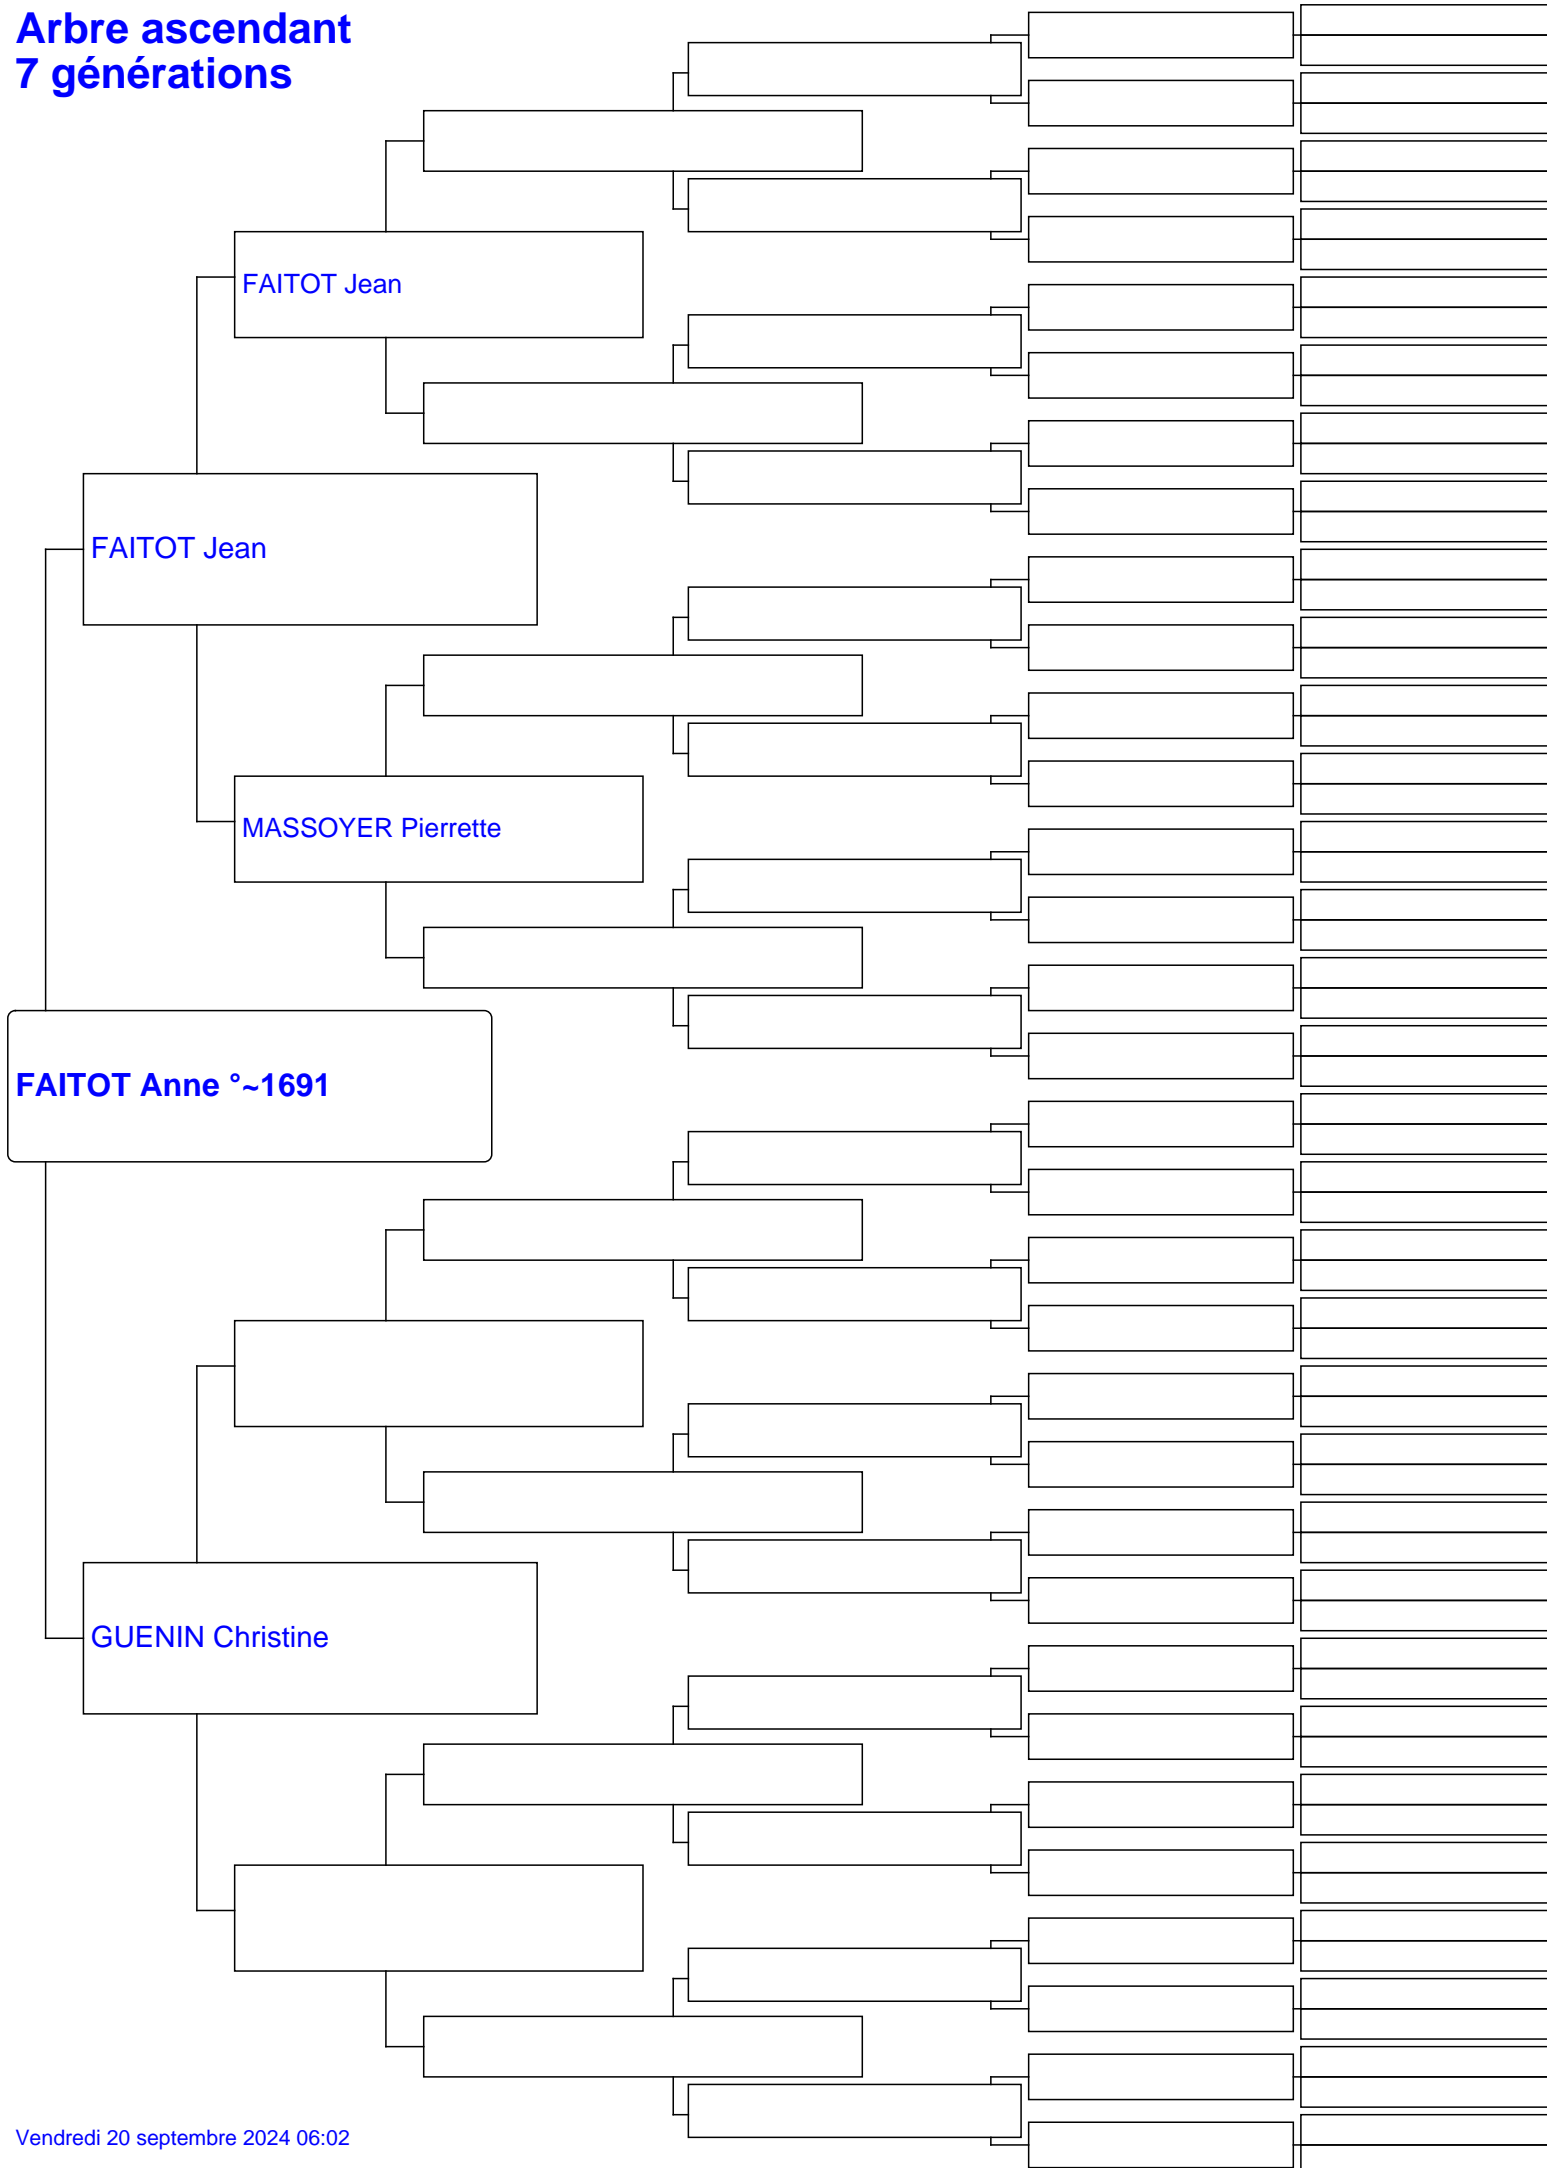 Arbre ascendant
7 générations
FAITOT Jean
FAITOT Jean
MASSOYER Pierrette
FAITOT Anne °~1691
GUENIN Christine
Vendredi 20 septembre 2024 06:02